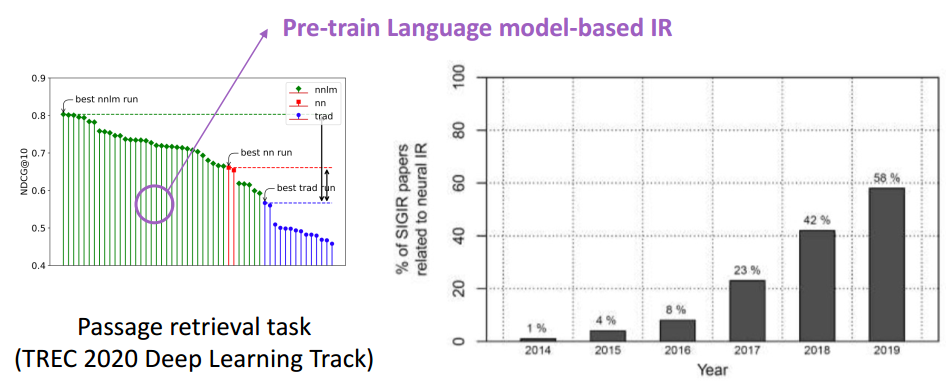 Pre-train Language model-based IR
0.9
0.8
0.7
0.6
0.5
0.4
NDCG@10
best nnlm run
best nn run
best trad run
nnlm
nn
trad
Passage retrieval task
(TREC 2020 Deep Learning Track)
100
80
60
40
20
0
% of SIGIR papers
related to neural IR
1 %
4 %
8 %
23 %
42 %
58 %
2014
2015
2016
2017
2018
2019
Year